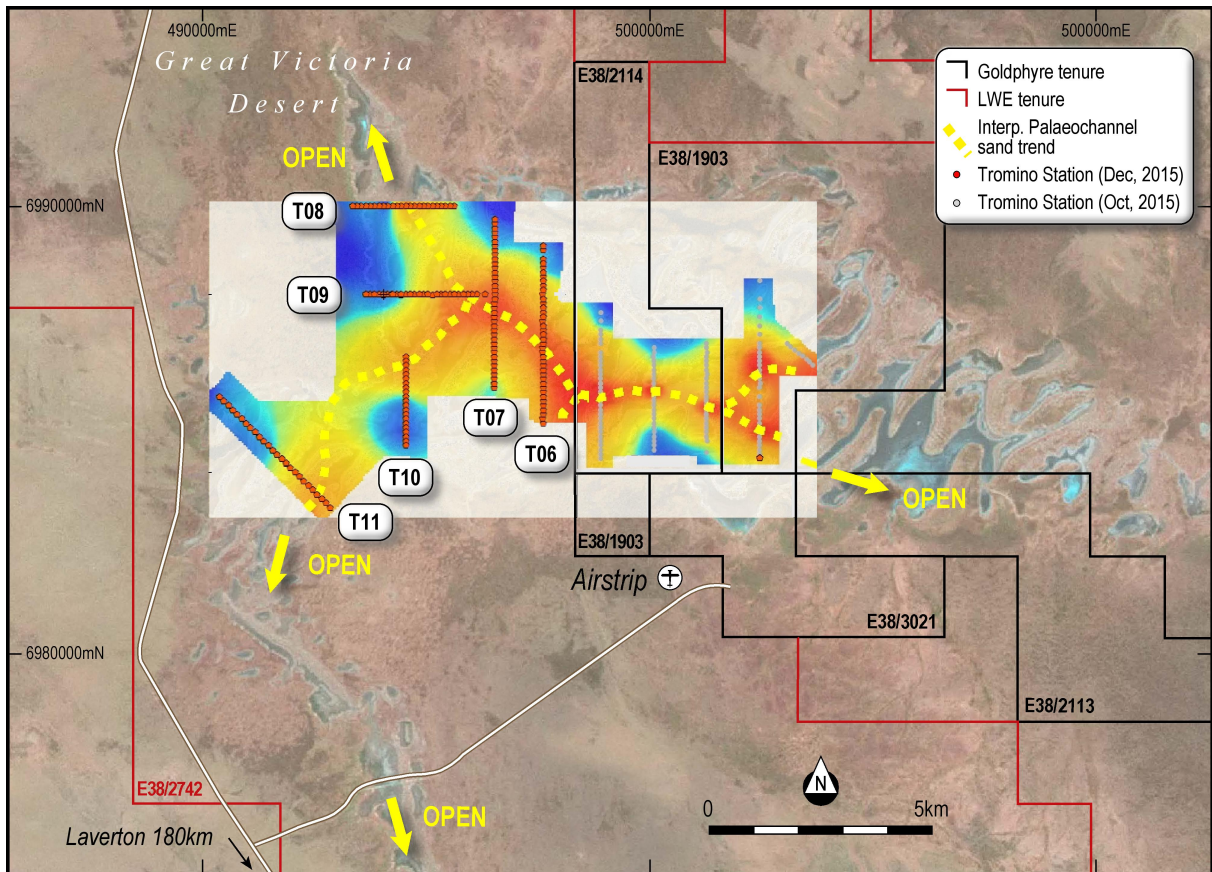 490000mE
500000mE
500000mE
Great Victoria
Desert
E38/2114
Goldphyre tenure
LWE tenure
Interp. Palaeochannel
sand trend
Tromino Station (Dec, 2015)
Tromino Station (Oct, 2015)
OPEN
E38/1903
6990000mN
T08
T09
T07
T06
T10
T11
OPEN
OPEN
E38/1903
Airstrip
E38/3021
6980000mN
E38/2113
E38/2742
N
0
5km
OPEN
Laverton 180km